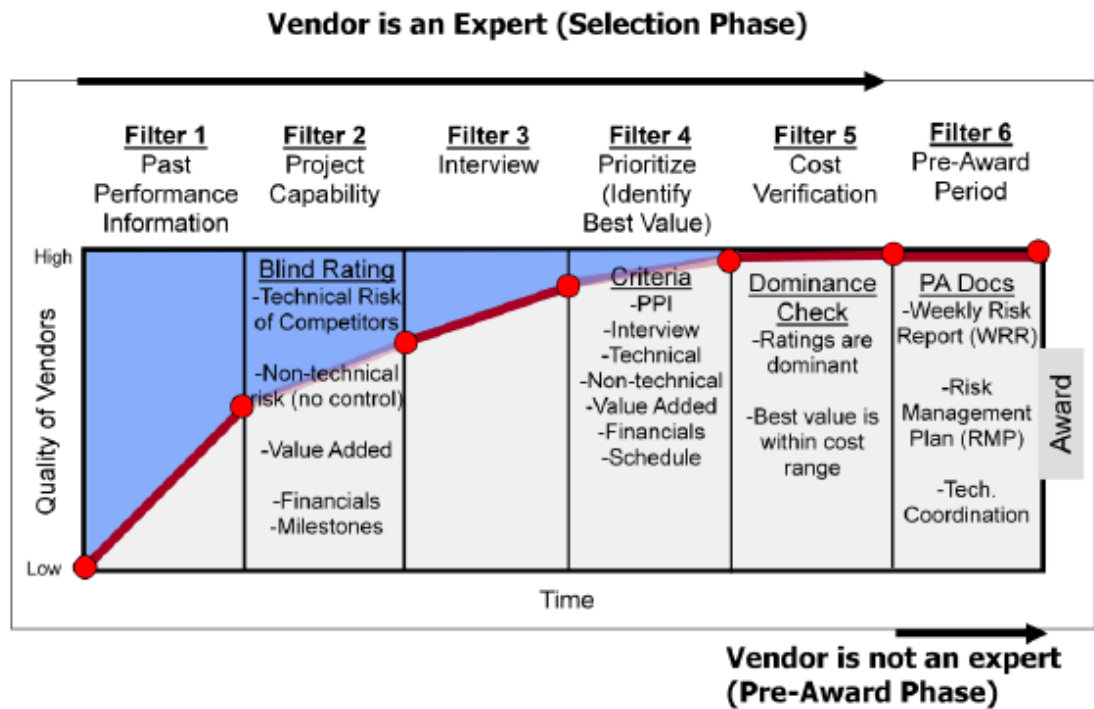 Vendor is an Expert (Selection Phase)
Filter 1
Past
Performance
Information
Filter 2
Project
Capability
Filter 3
Interview
Filter 4
Prioritize
(Identify
Best Value)
Filter 5
Cost
Verification
Filter 6
Pre-Award
Period
High
Quality of Vendors
Low
Blind Rating
-Technical Risk
of Competitors
-Non-technical
risk (no control)
-Value Added
-Financials
-Milestones
Criteria
-PPI
-Interview
-Technical
-Non-technical
-Value Added
-Financials
-Schedule
Dominance
Check
-Ratings are
dominant
-Best value is
within cost
range
PA Docs
-Weekly Risk
Report (WRR)
-Risk
Management
Plan (RMP)
-Tech.
Coordination
Award
Time
Vendor is not an expert
(Pre-Award Phase)